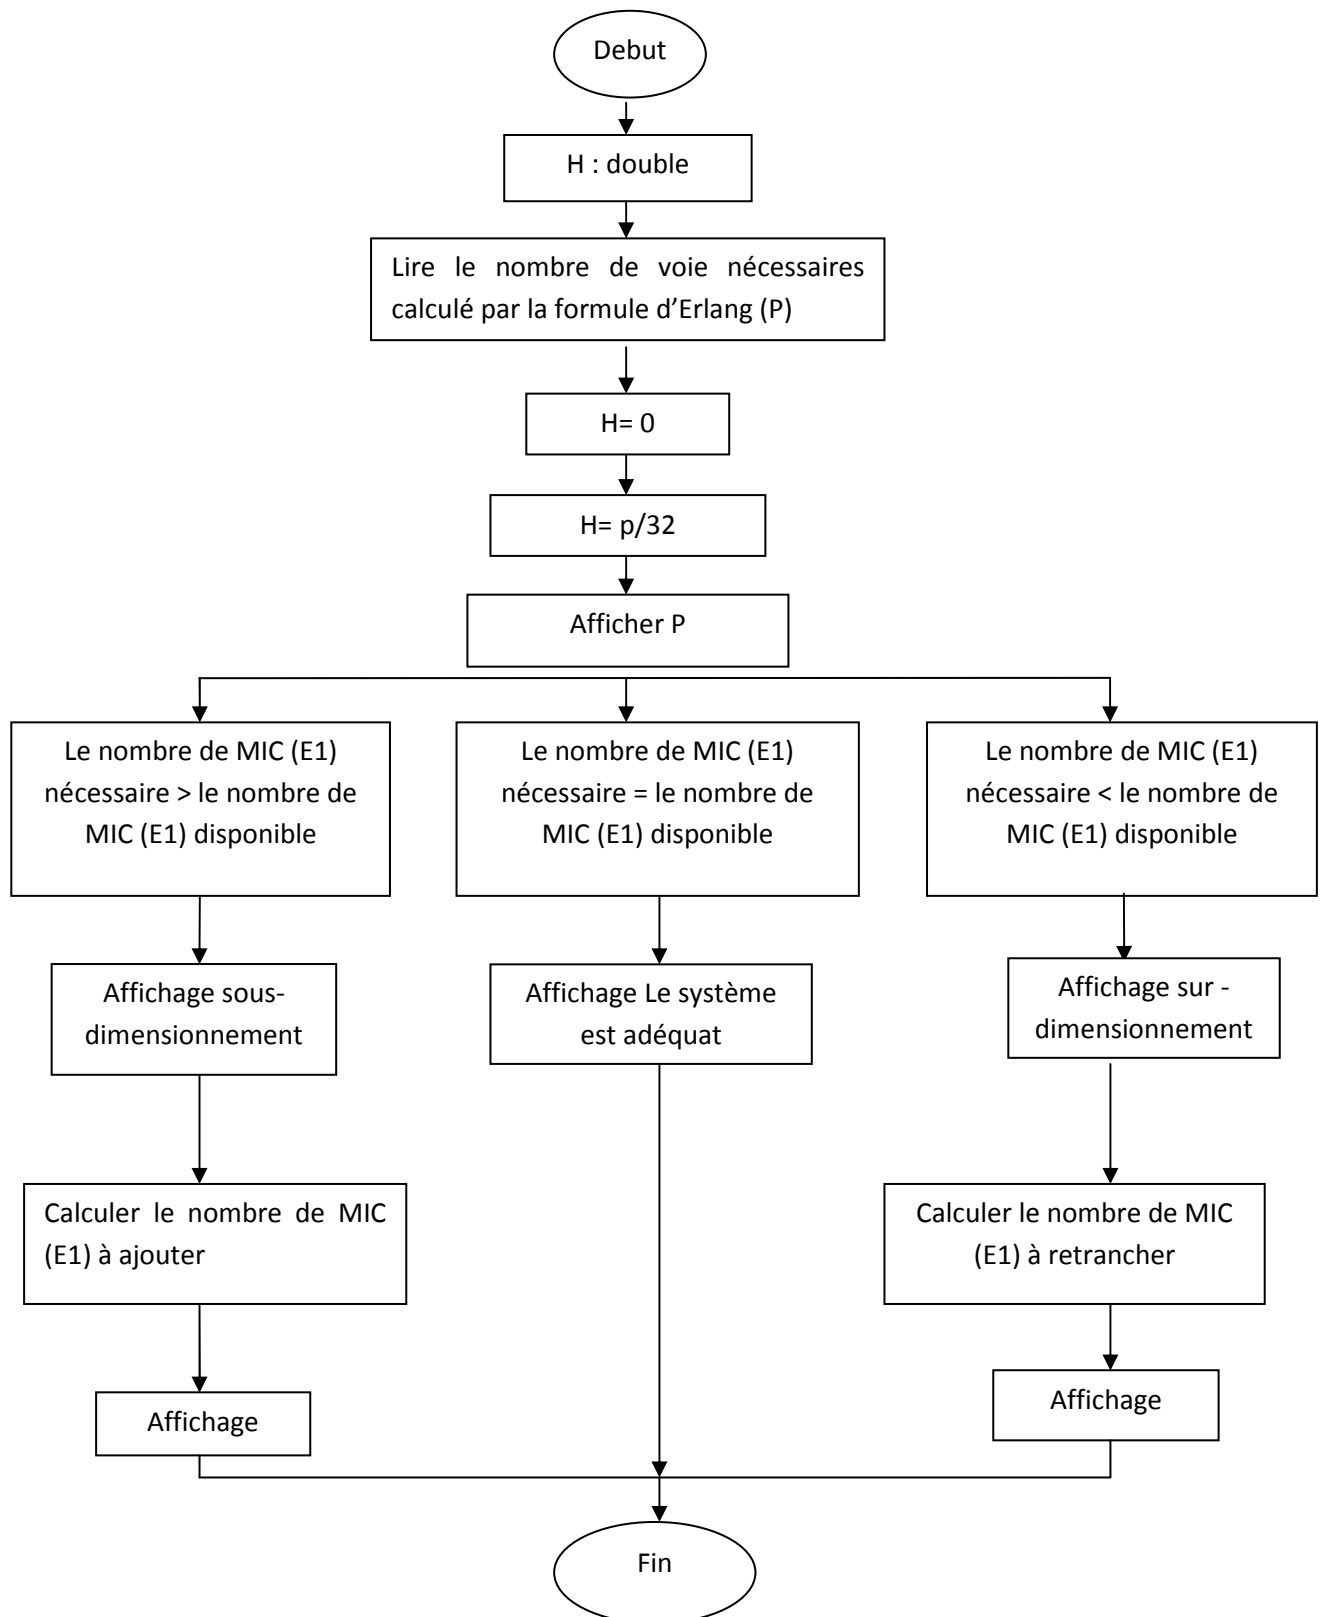 Debut
H : double
Lire le nombre de voie nécessaires
calculé par la formule d'Erlang (P)
H= 0
H= p/32
Afficher P
Le nombre de MIC (E1)
nécessaire > le nombre de
MIC (E1) disponible
Le nombre de MIC (E1)
nécessaire = le nombre de
MIC (E1) disponible
Le nombre de MIC (E1)
nécessaire < le nombre de
MIC (E1) disponible
Affichage sous-
dimensionnement
Affichage Le système
est adéquat
Affichage sur -
dimensionnement
Calculer le nombre de MIC
(E1) à ajouter
Calculer le nombre de MIC
(E1) à retrancher
Affichage
Affichage
Fin